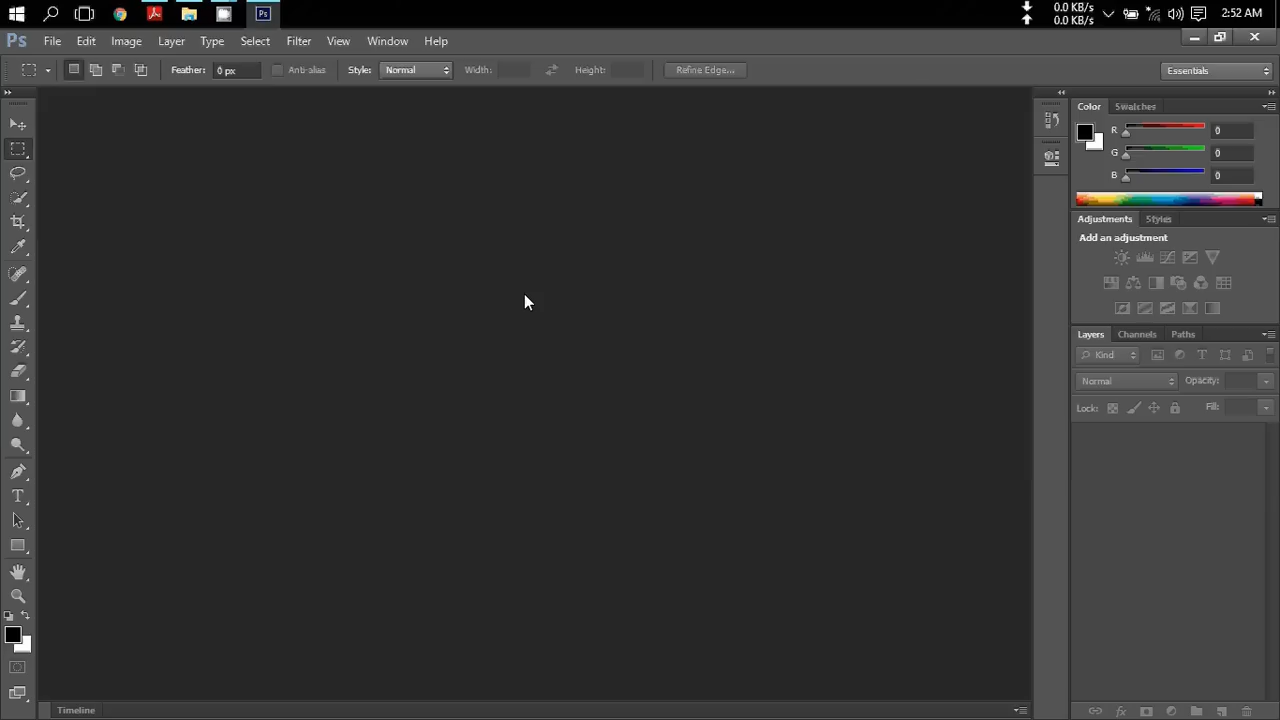 Ps
0.0 KB/s
0.0 KB/s
2:52 AM
Ps File Edit Image Layer Type Select Filter View Window Help
Feather: 0 px Anti-alias Style: Normal Width: Height: Refine Edge... Essentials
Color Swatches
R 0
G 0
B 0
Adjustments Styles
Add an adjustment
Layers Channels Paths
Kind T
Normal Opacity:
Lock: Fill:
T
fx
Timeline